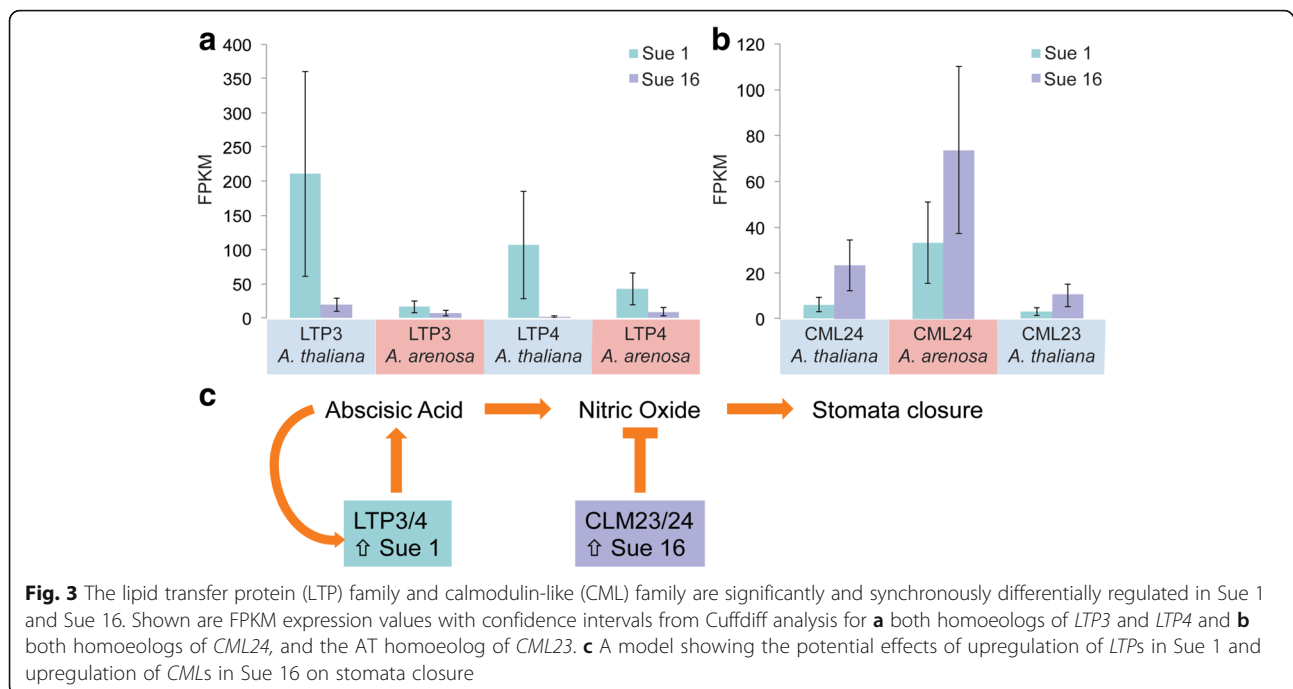 a
400
350
300
250
200
150
100
50
0
FPKM
Sue 1
Sue 16
LTP3
A. thaliana
LTP3
A. arenosa
LTP4
A. thaliana
LTP4
A. arenosa
b
120
100
80
60
40
20
0
FPKM
Sue 1
Sue 16
CML24
A. thaliana
CML24
A. arenosa
CML23
A. thaliana
c
Abscisic Acid
Nitric Oxide
Stomata closure
LTP3/4
⇧ Sue 1
CLM23/24
⇧ Sue 16
Fig. 3 The lipid transfer protein (LTP) family and calmodulin-like (CML) family are significantly and synchronously differentially regulated in Sue 1
and Sue 16. Shown are FPKM expression values with confidence intervals from Cuffdiff analysis for a both homoeologs of LTP3 and LTP4 and b
both homoeologs of CML24, and the AT homoeolog of CML23. c A model showing the potential effects of upregulation of LTPs in Sue 1 and
upregulation of CMLs in Sue 16 on stomata closure